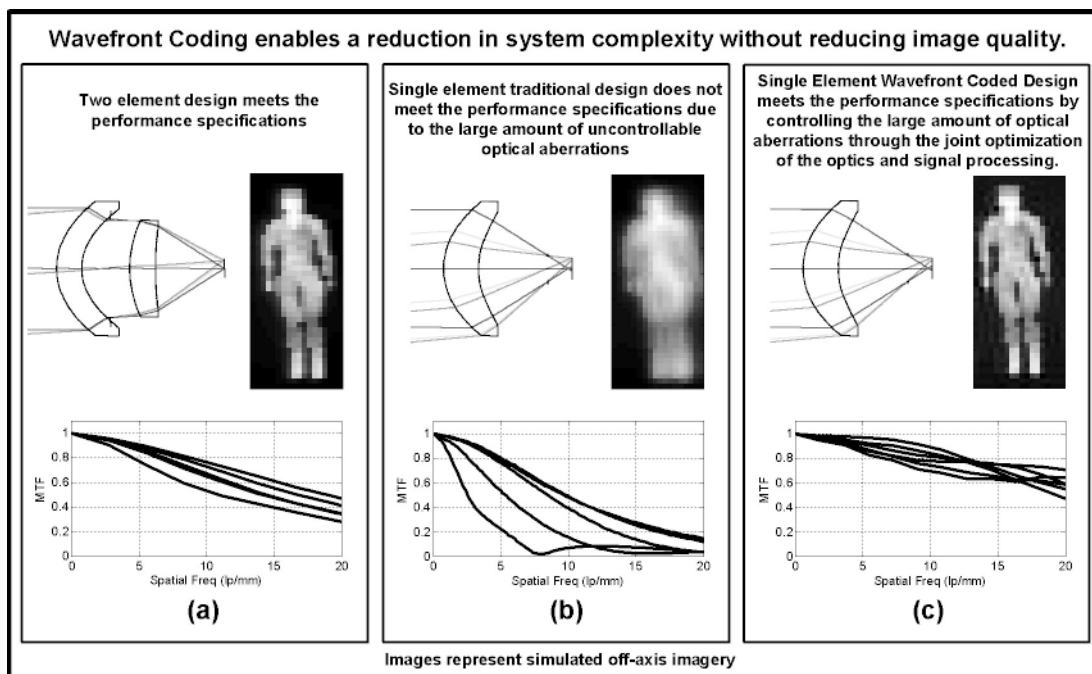 Wavefront Coding enables a reduction in system complexity without reducing image quality.
Two element design meets the
performance specifications
1
0.8
0.6
0.4
0.2
0
MTF
0 5 10 15 20
Spatial Freq (lp/mm)
(a)
Single element traditional design does not
meet the performance specifications due
to the large amount of uncontrollable
optical aberrations
1
0.8
0.6
0.4
0.2
0
MTF
0 5 10 15 20
Spatial Freq (lp/mm)
(b)
Single Element Wavefront Coded Design
meets the performance specifications by
controlling the large amount of optical
aberrations through the joint optimization
of the optics and signal processing.
1
0.8
0.6
0.4
0.2
0
MTF
0 5 10 15 20
Spatial Freq (lp/mm)
(c)
Images represent simulated off-axis imagery